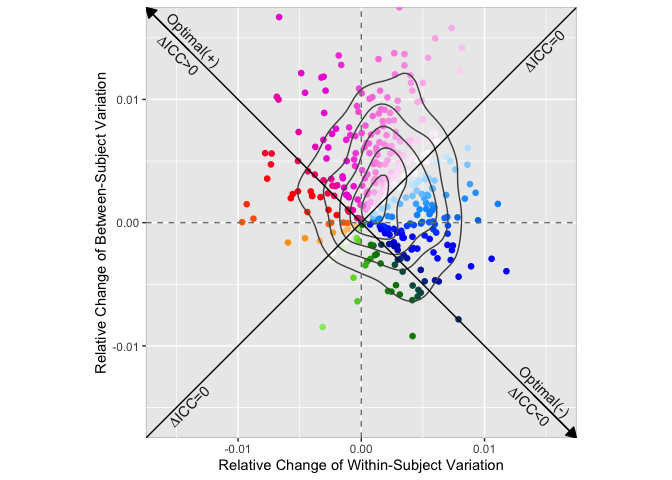 Optimal(+)
ΔICC>0
ΔICC=0
0.01
0.00
-0.01
Relative Change of Between-Subject Variation
ΔICC=0
Optimal(-)
ΔICC<0
-0.01
0.00
0.01
Relative Change of Within-Subject Variation